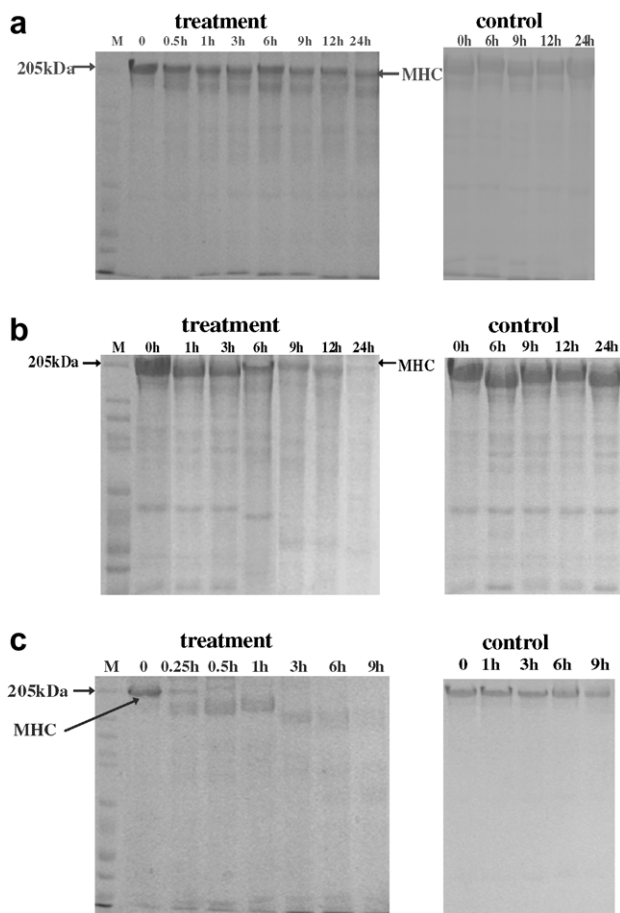 a
treatment
control
M 0 0.5h 1h 3h 6h 9h 12h 24h
0h 6h 9h 12h 24h
205kDa
MHC
b
treatment
control
M 0h 1h 3h 6h 9h 12h 24h
0h 6h 9h 12h 24h
205kDa
MHC
c
treatment
control
M 0 0.25h 0.5h 1h 3h 6h 9h
0 1h 3h 6h 9h
205kDa
MHC